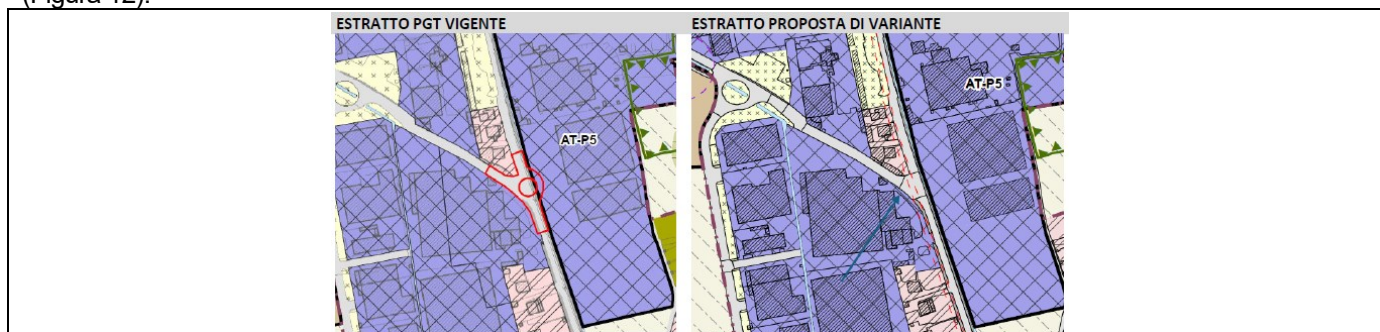 (Figura 12).
ESTRATTO PGT VIGENTE
ESTRATTO PROPOSTA DI VARIANTE
AT-P5
AT-P5